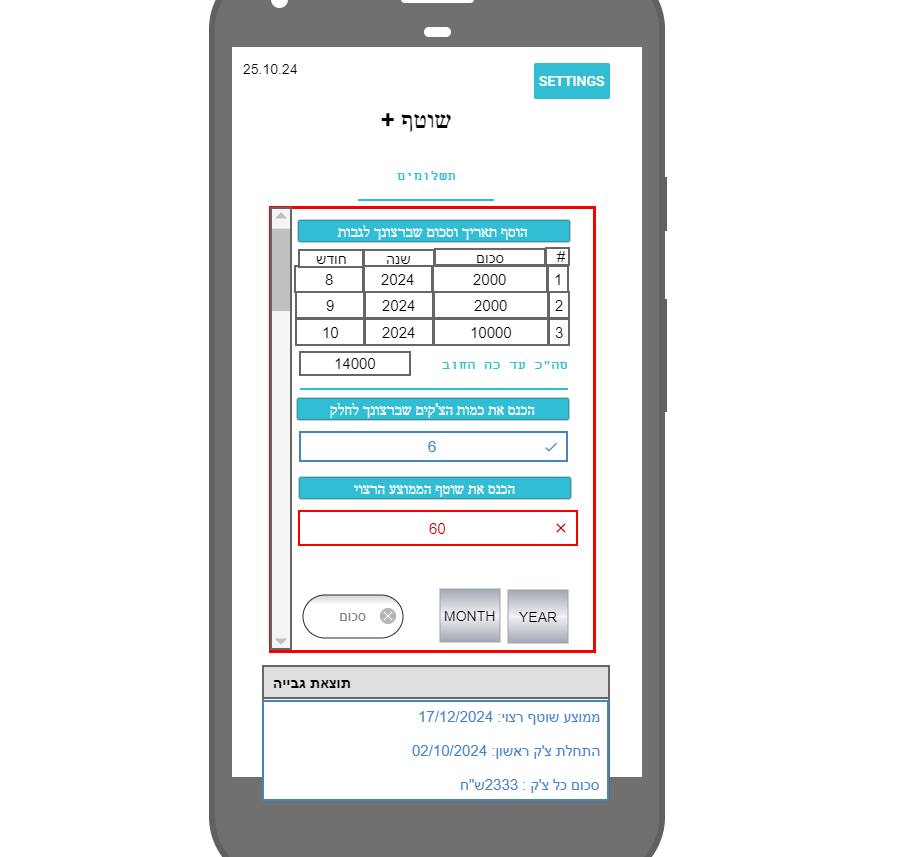 25.10.24
SETTINGS
שוטף +
תשלומים
הוסף תאריך וסכום שברצונך לגבות
# סכום שנה חודש
1 2000 2024 8
2 2000 2024 9
3 10000 2024 10
סה"כ עד כה החוב 14000
הכנס את כמות הצ'קים שברצונך לחלק
6
הכנס את שוטף הממוצע הרצוי
60
סכום MONTH YEAR
תוצאת גבייה
ממוצע שוטף רצוי: 17/12/2024
התחלת צ'ק ראשון: 02/10/2024
סכום כל צ'ק : 2333ש"ח